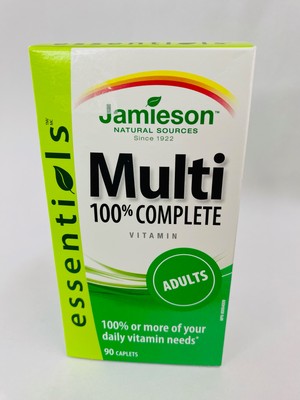 essentials™
Jamieson™
NATURAL SOURCES
Since 1922
Multi
100% COMPLETE
VITAMIN
ADULTS
100% or more of your
daily vitamin needs*
90 CAPLETS